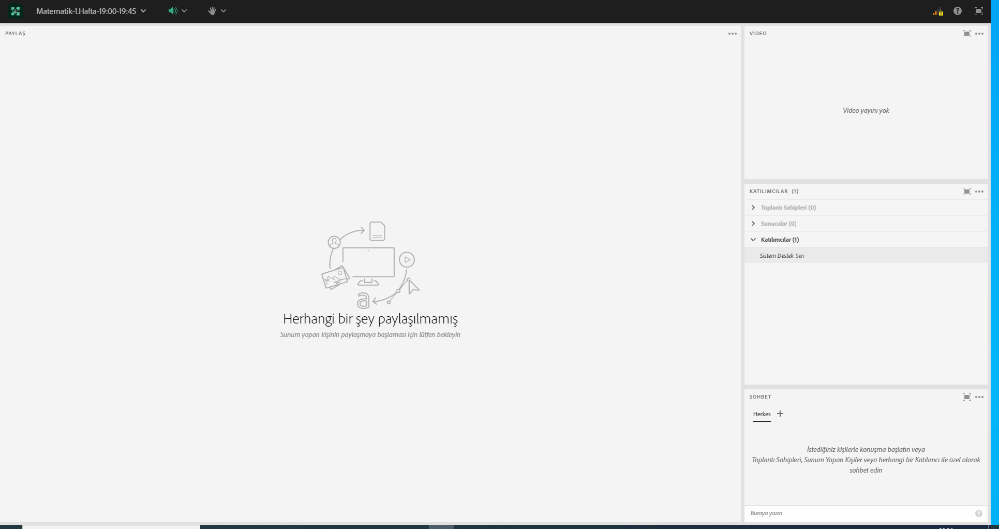 Matematik-1.Hafta-19:00-19:45
PAYLAŞ
Herhangi bir şey paylaşılmamış
Sunum yapan kişinin paylaşmaya başlaması için lütfen bekleyin
VİDEO
Video yayını yok
KATILIMCILAR (1)
Toplantı Sahipleri (0)
Sunucular (0)
Katılımcılar (1)
Sistem Destek Sen
SOHBET
Herkes
İstediğiniz kişilerle konuşma başlatın veya
Toplantı Sahipleri, Sunum Yapan Kişiler veya herhangi bir Katılımcı ile özel olarak
sohbet edin
Buraya yazın